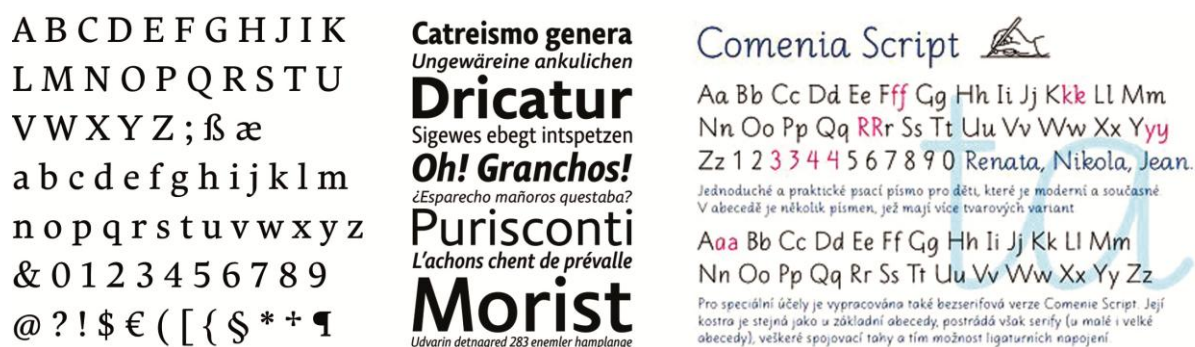 A B C D E F G H J I K
L M N O P Q R S T U
V W X Y Z ; ß æ
a b c d e f g h i j k l m
n o p q r s t u v w x y z
& 0 1 2 3 4 5 6 7 8 9
@ ? ! $ € ( [ { § * ÷ ¶
Catreismo genera
Ungewäreine ankulichen
Dricatur
Sigewes ebegt intspetzen
Oh! Granchos!
¿Esparecho mañoros questaba?
Purisconti
L'achons chent de prévalle
Morist
Udvarin detnagred 283 enemler hamplange
Comenia Script
Aa Bb Cc Dd Ee Fff Gg Hh Ii Jj Kkk Ll Mm
Nn Oo Pp Qq RRr Ss Tt Uu Vv Ww Xx Yyy
Zz 1 2 3 3 4 4 5 6 7 8 9 0 Renata, Nikola, Jean.
Jednoduché a praktické psací písmo pro děti, které je moderní a současné
V abecedě je několik písmen, jež mají více tvarových variant
Aaa Bb Cc Dd Ee Ff Gg Hh Ii Jj Kk Ll Mm
Nn Oo Pp Qq Rr Ss Tt Uu Vv Ww Xx Yy Zz
Pro speciální účely je vypracována také bezserifová verze Comenie Script. Její
kostra je stejná jako u základní abecedy, postrádá však serify (u malé i velké
abecedy), veškeré spojovací tahy a tím možnost ligaturních napojení
ta